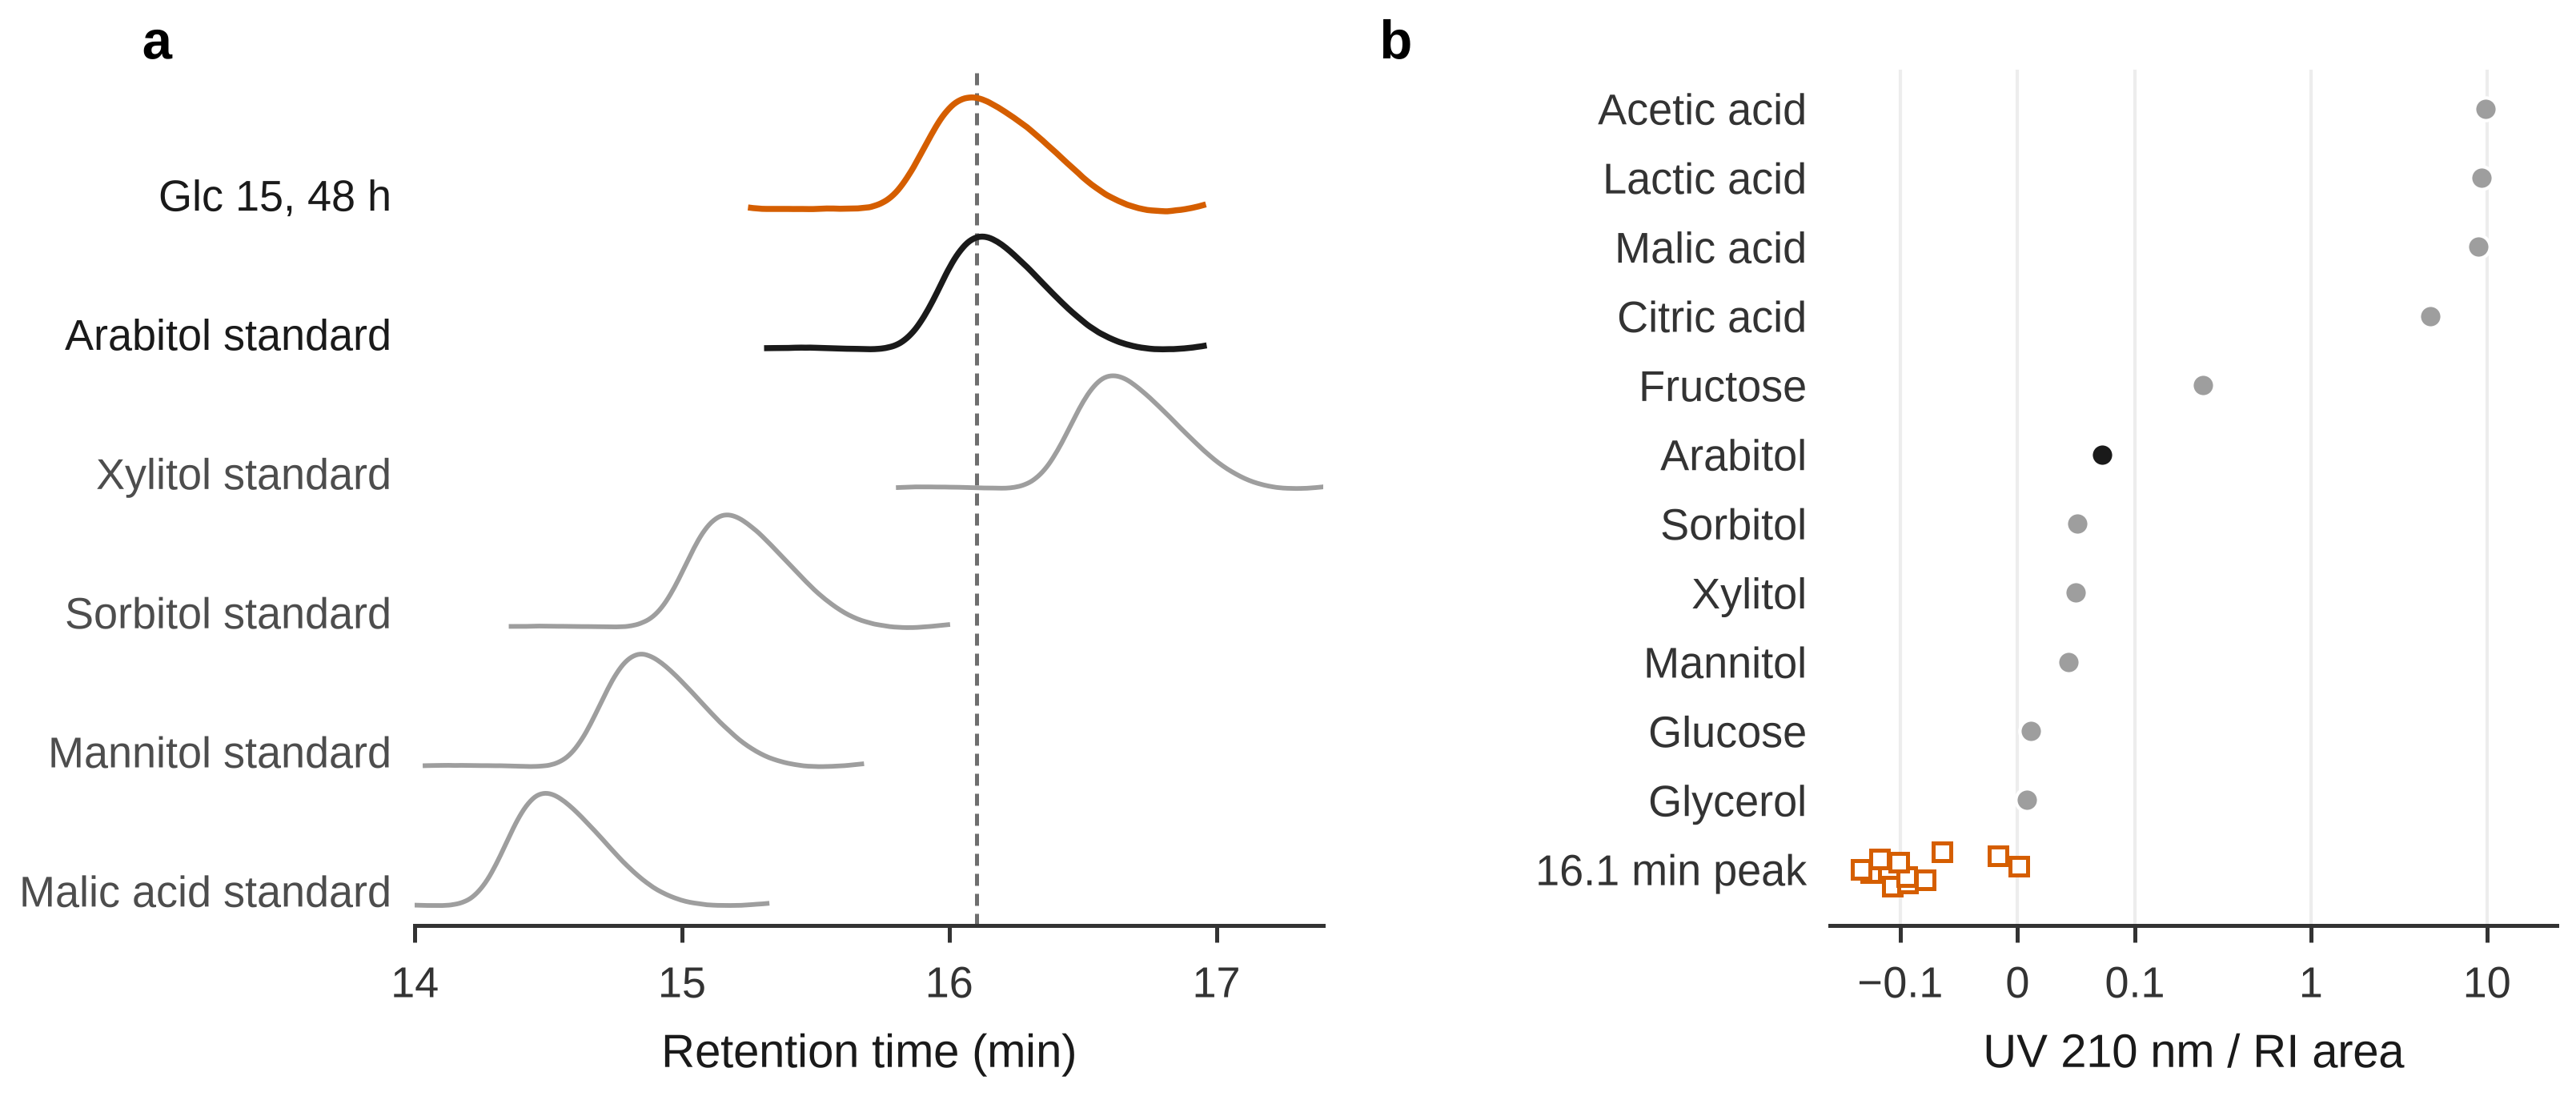 a
Glc 15, 48 h
Arabitol standard
Xylitol standard
Sorbitol standard
Mannitol standard
Malic acid standard
14 15 16 17
Retention time (min)
b
Acetic acid
Lactic acid
Malic acid
Citric acid
Fructose
Arabitol
Sorbitol
Xylitol
Mannitol
Glucose
Glycerol
16.1 min peak
−0.1 0 0.1 1 10
UV 210 nm / RI area